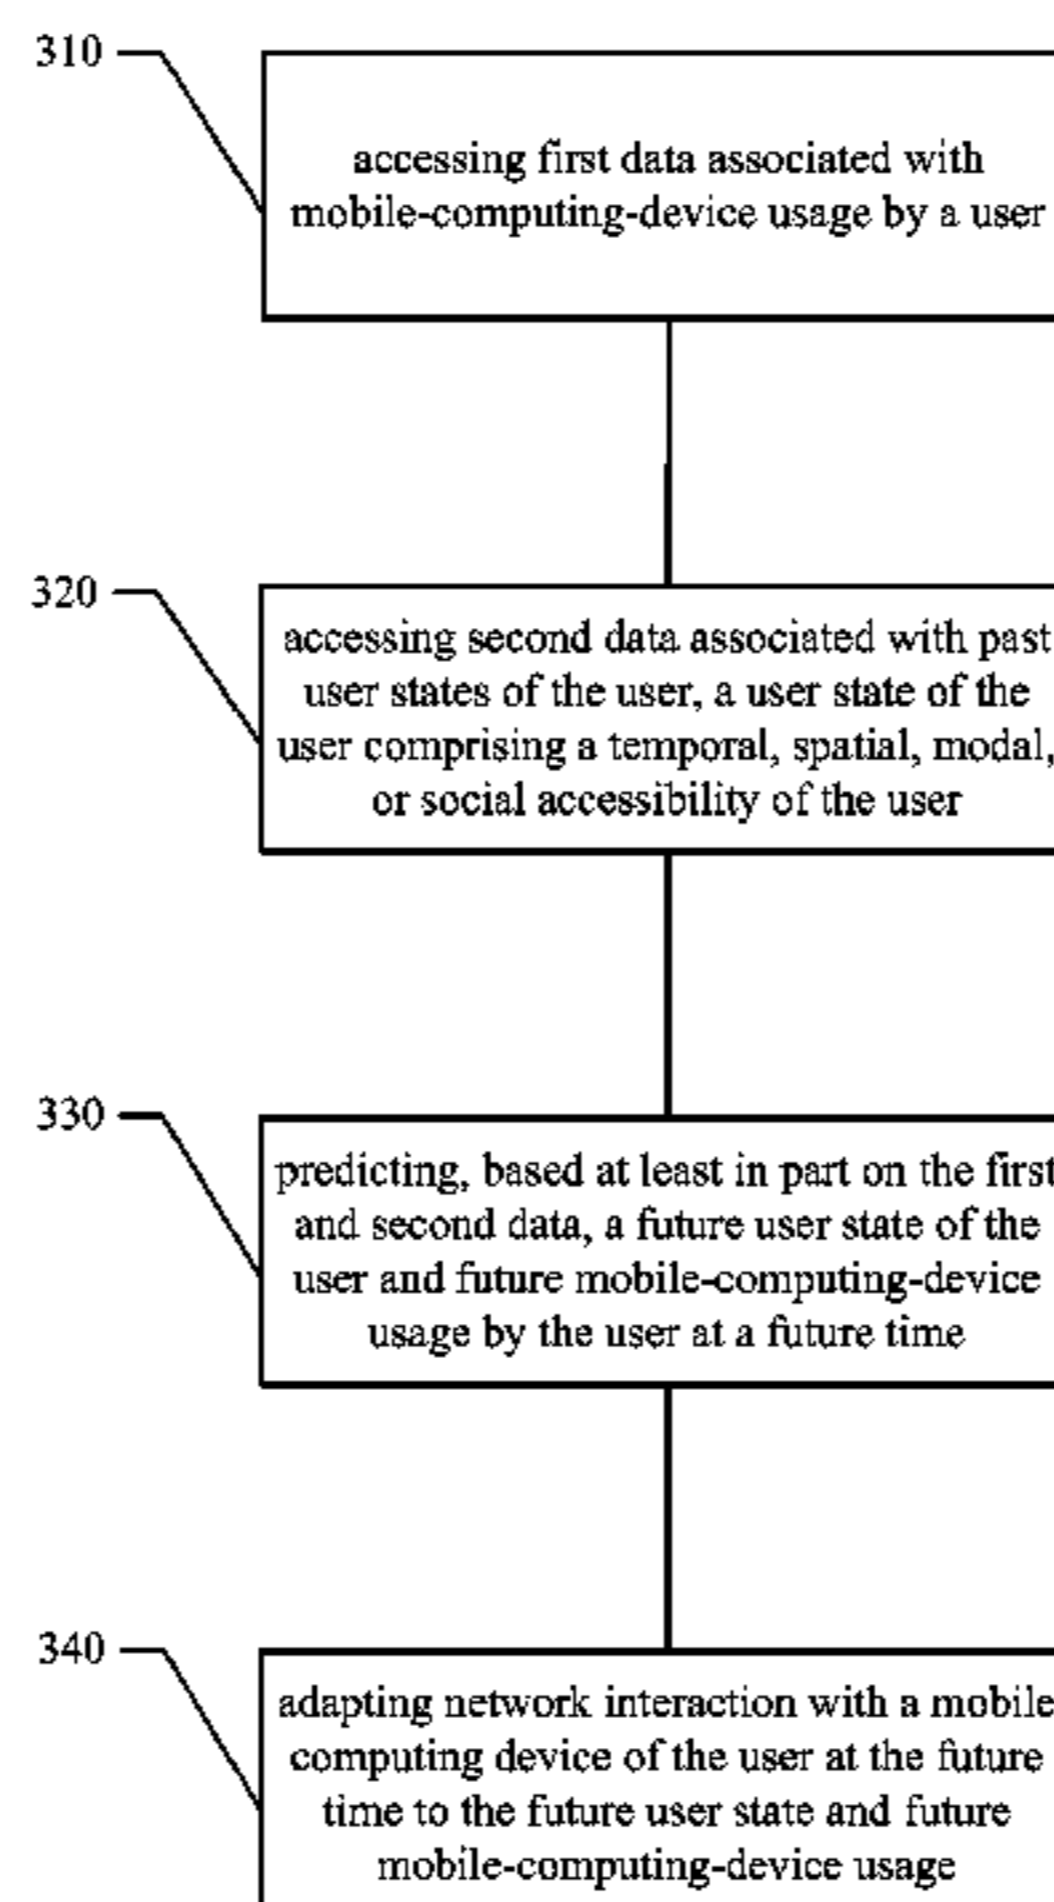 310
accessing first data associated with
mobile-computing-device usage by a user
320
accessing second data associated with past
user states of the user, a user state of the
user comprising a temporal, spatial, modal,
or social accessibility of the user
330
predicting, based at least in part on the first
and second data, a future user state of the
user and future mobile-computing-device
usage by the user at a future time
340
adapting network interaction with a mobile
computing device of the user at the future
time to the future user state and future
mobile-computing-device usage